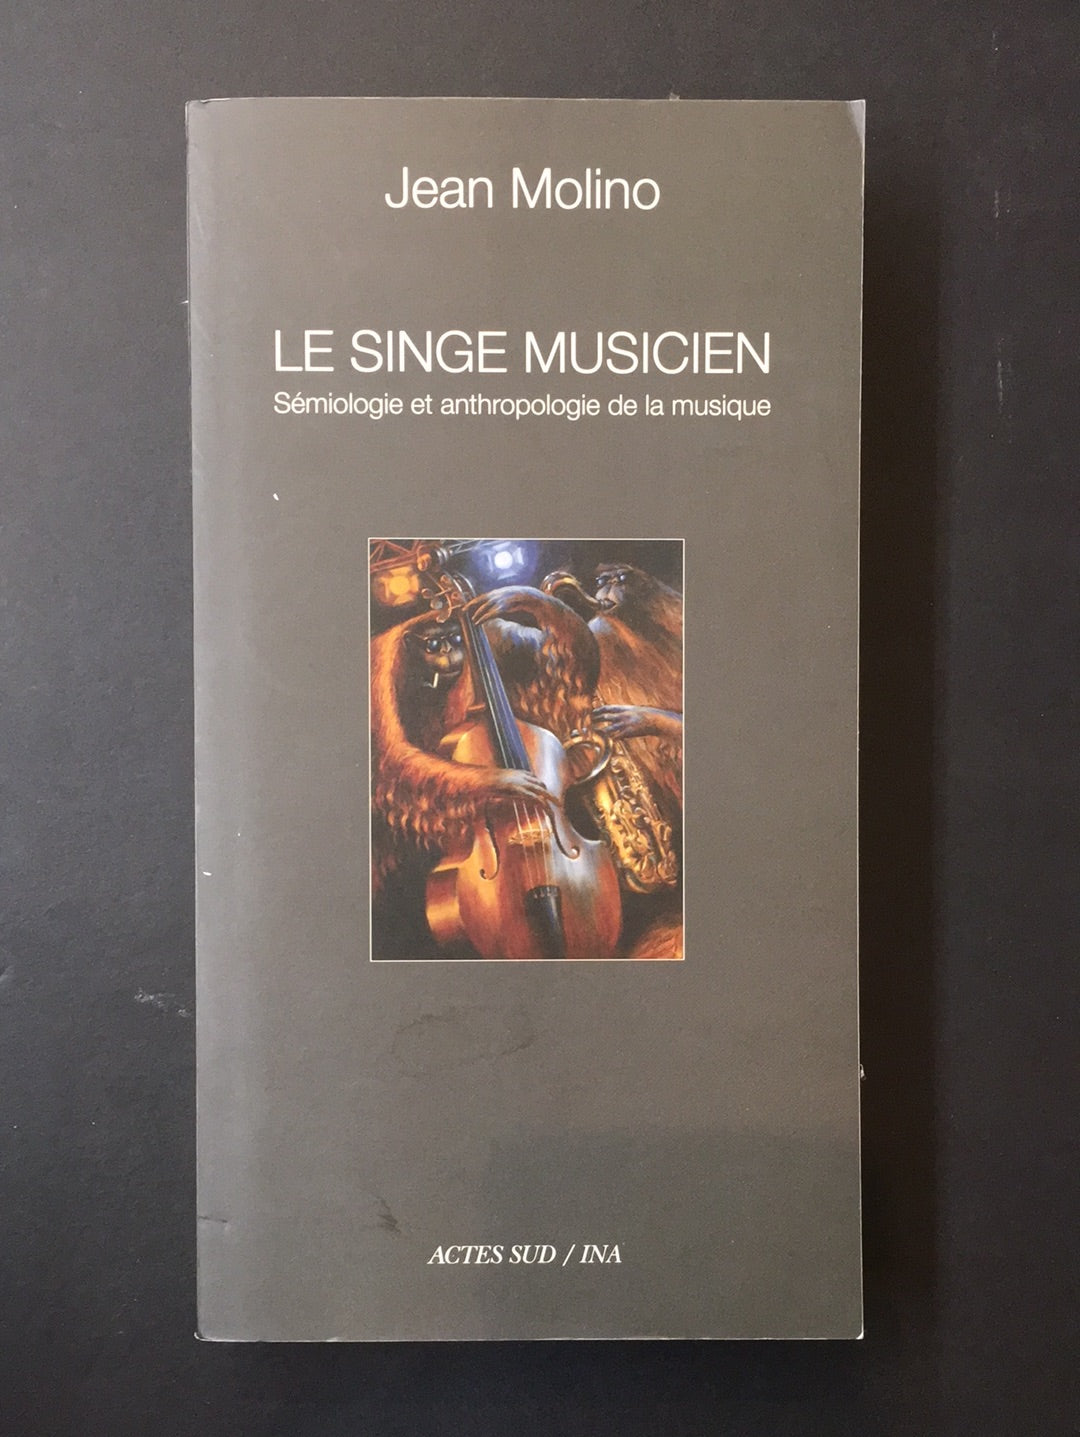 Jean Molino
LE SINGE MUSICIEN
Sémiologie et anthropologie de la musique
ACTES SUD / INA